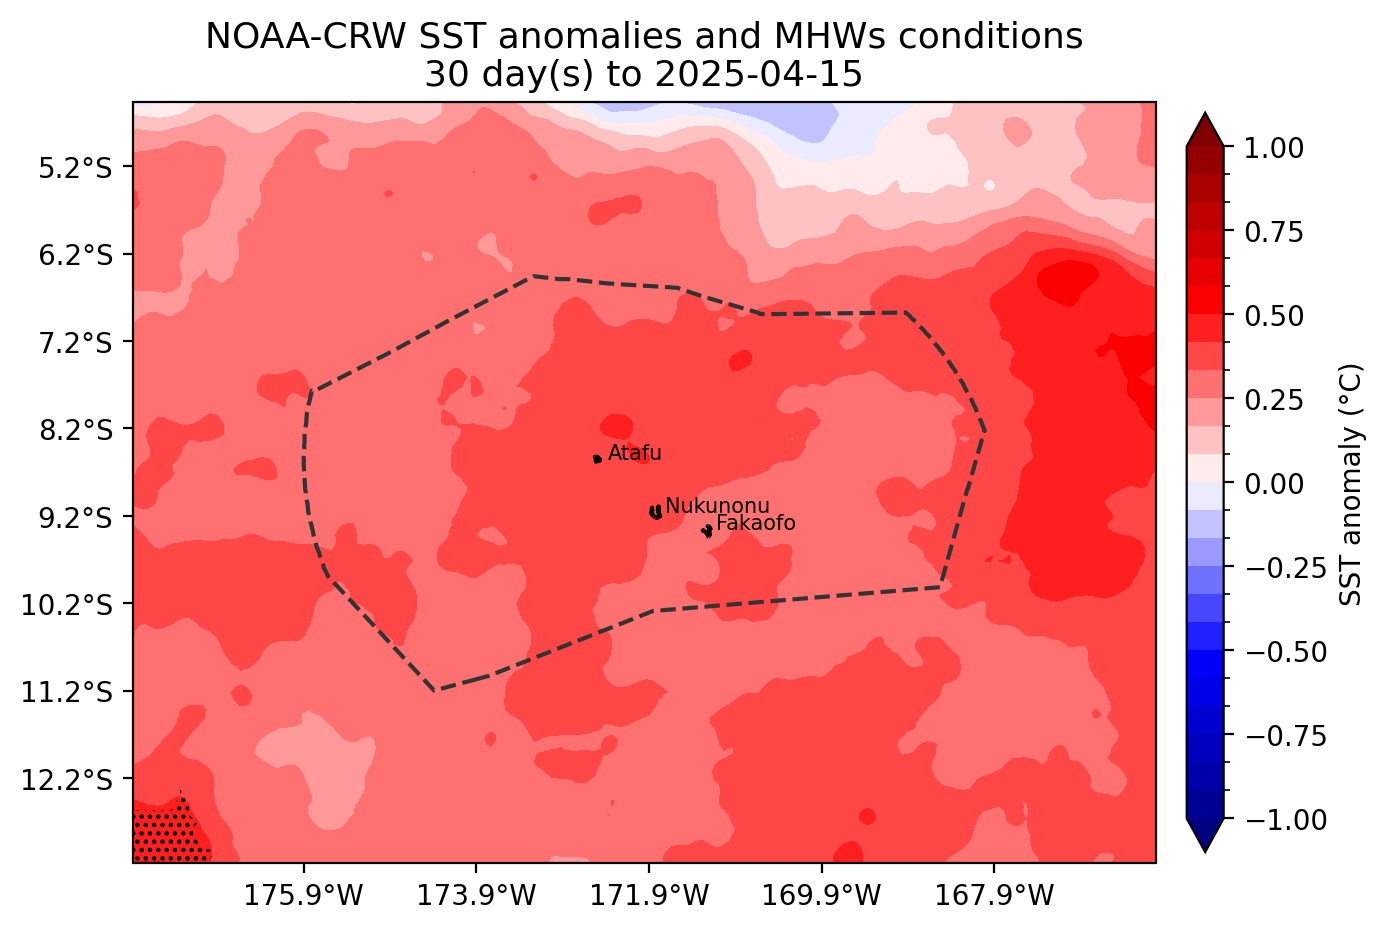 NOAA-CRW SST anomalies and MHWs conditions
30 day(s) to 2025-04-15
5.2°S
6.2°S
7.2°S
8.2°S
9.2°S
10.2°S
11.2°S
12.2°S
Atafu
Nukunonu
Fakaofo
175.9°W
173.9°W
171.9°W
169.9°W
167.9°W
1.00
0.75
0.50
0.25
0.00
−0.25
−0.50
−0.75
−1.00
SST anomaly (°C)